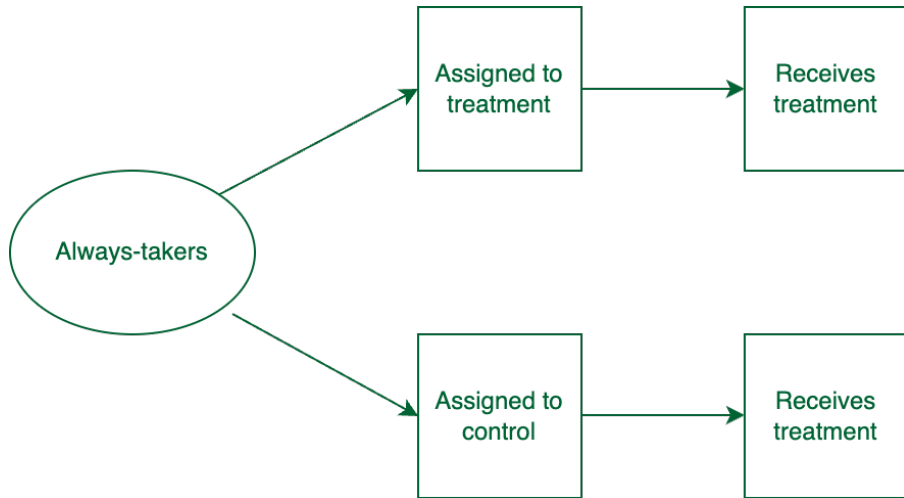 Assigned to
treatment
Receives
treatment
Always-takers
Assigned to
control
Receives
treatment